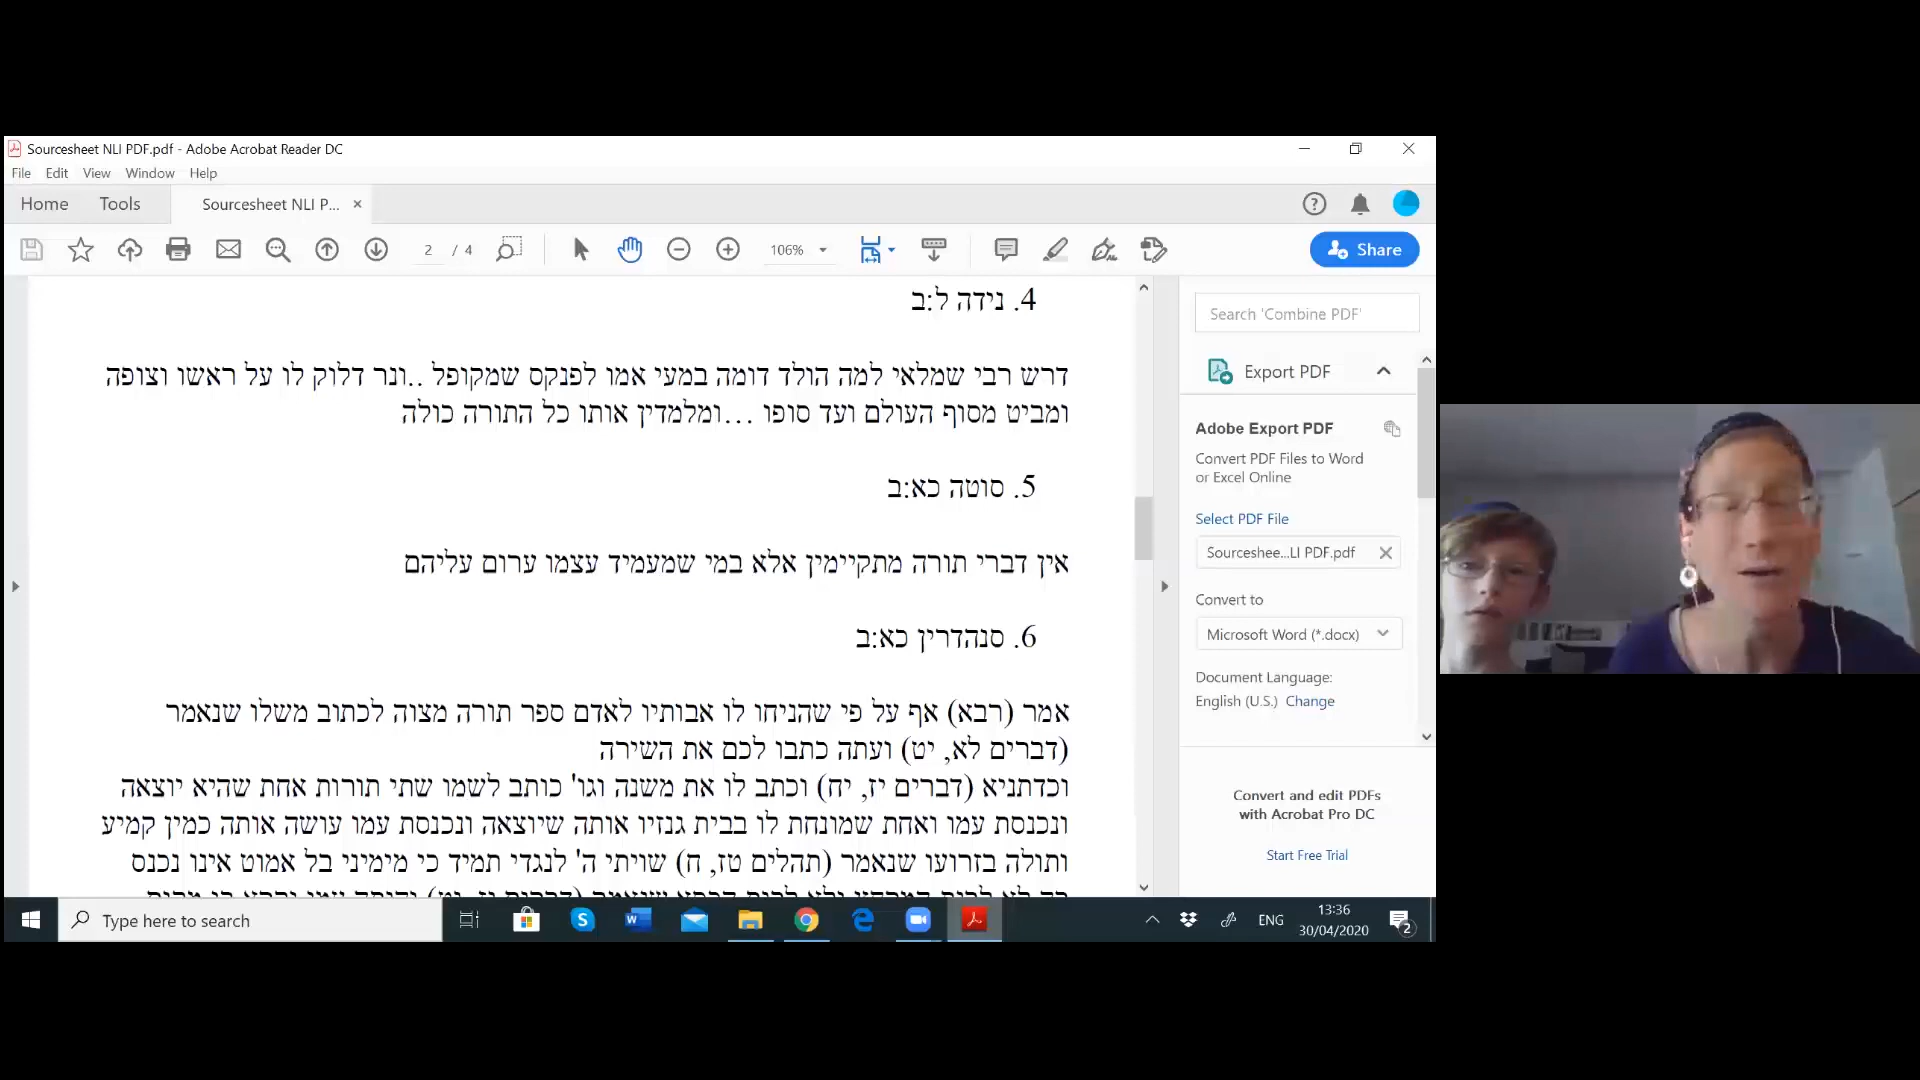 Sourcesheet NLI PDF.pdf - Adobe Acrobat Reader DC
File Edit View Window Help
Home Tools Sourcesheet NLI P... ×
2 / 4 106% Share
4. נידה ל:ב
דרש רבי שמלאי למה הולד דומה במעי אמו לפנקס שמקופל ..ונר דלוק לו על ראשו וצופה
ומביט מסוף העולם ועד סופו ...ומלמדין אותו כל התורה כולה
5. סוטה כא:ב
אין דברי תורה מתקיימין אלא במי שמעמיד עצמו ערום עליהם
6. סנהדרין כא:ב
אמר (רבא) אף על פי שהניחו לו אבותיו לאדם ספר תורה מצוה לכתוב משלו שנאמר
(דברים לא, יט) ועתה כתבו לכם את השירה
וכדתניא (דברים יז, יח) וכתב לו את משנה וגו' כותב לשמו שתי תורות אחת שהיא יוצאה
ונכנסת עמו ואחת שמונחת לו בבית גנזיו אותה שיוצאה ונכנסת עמו עושה אותה כמין קמיע
ותולה בזרועו שנאמר (תהלים טז, ח) שויתי ה' לנגדי תמיד כי מימיני בל אמוט אינו נכנס
Search 'Combine PDF'
Export PDF
Adobe Export PDF
Convert PDF Files to Word
or Excel Online
Select PDF File
Sourceshee...LI PDF.pdf
Convert to
Microsoft Word (*.docx)
Document Language:
English (U.S.) Change
Convert and edit PDFs
with Acrobat Pro DC
Start Free Trial
Type here to search
ENG
13:36
30/04/2020
2